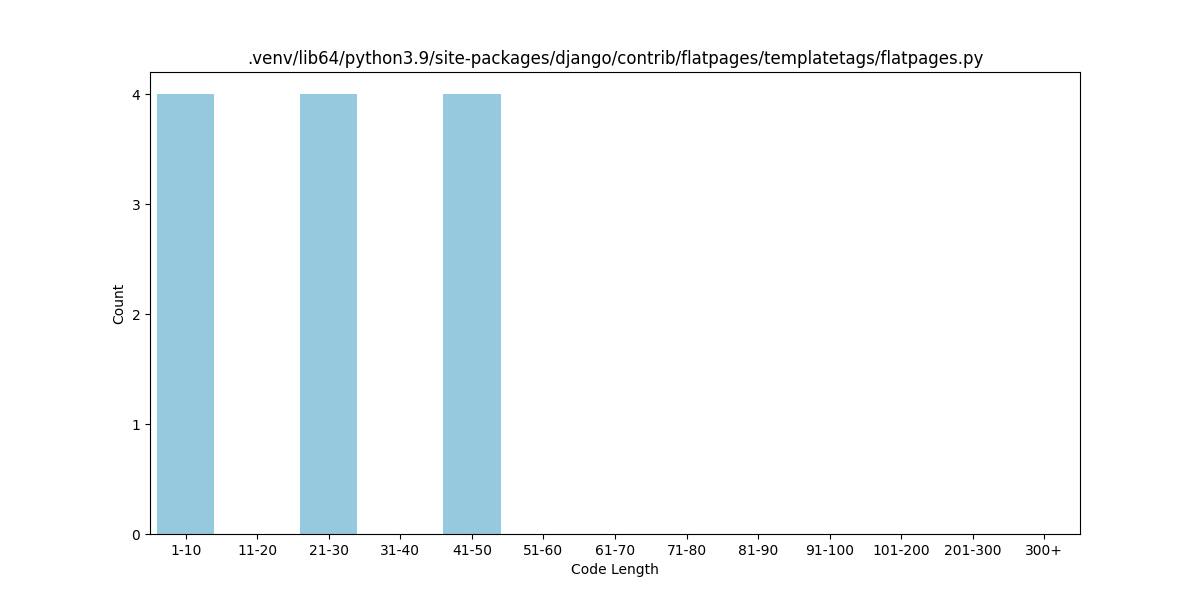 .venv/lib64/python3.9/site-packages/django/contrib/flatpages/templatetags/flatpages.py
4
3
2
1
0
Count
1-10 11-20 21-30 31-40 41-50 51-60 61-70 71-80 81-90 91-100 101-200 201-300 300+
Code Length